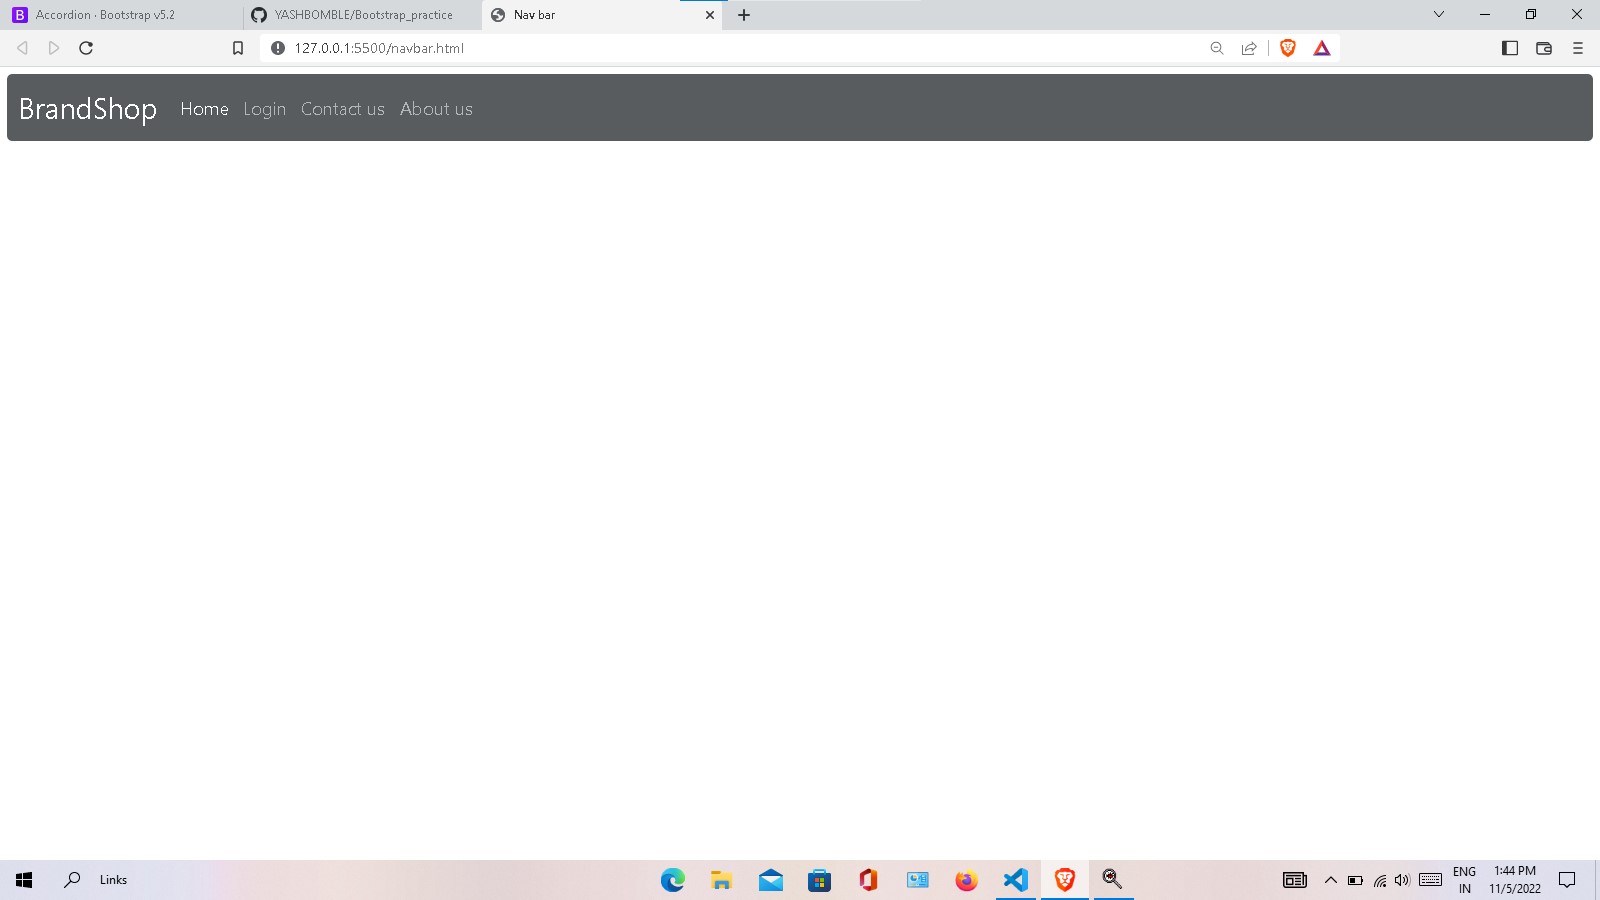 Accordion · Bootstrap v5.2
YASHBOMBLE/Bootstrap_practice
Nav bar
127.0.0.1:5500/navbar.html
BrandShop Home Login Contact us About us
Links
ENG
IN
1:44 PM
11/5/2022